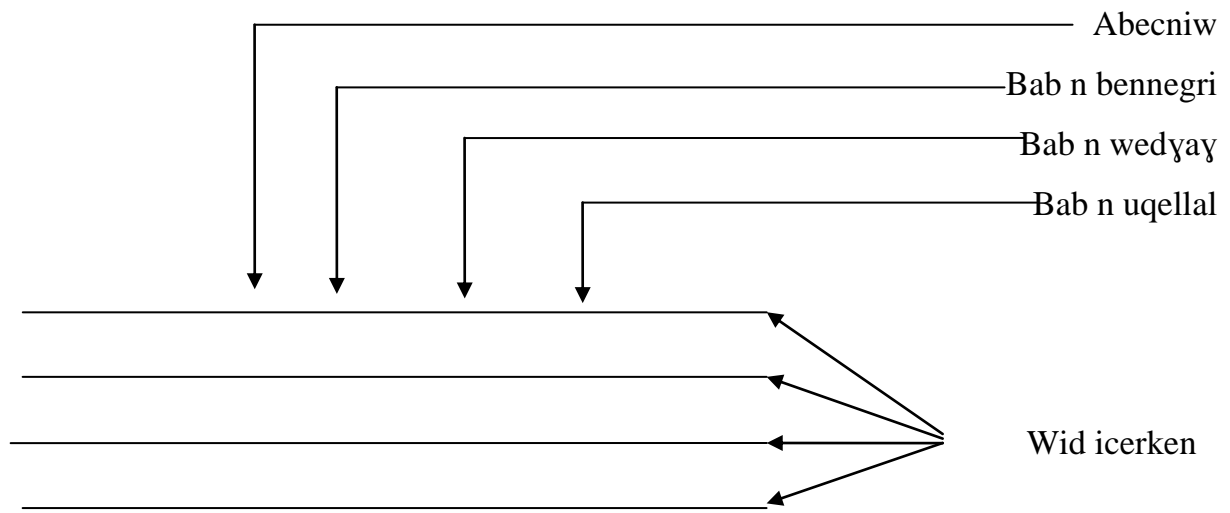 Abecniw
Bab n bennegri
Bab n wedɣaɣ
Bab n uqellal
Wid icerken